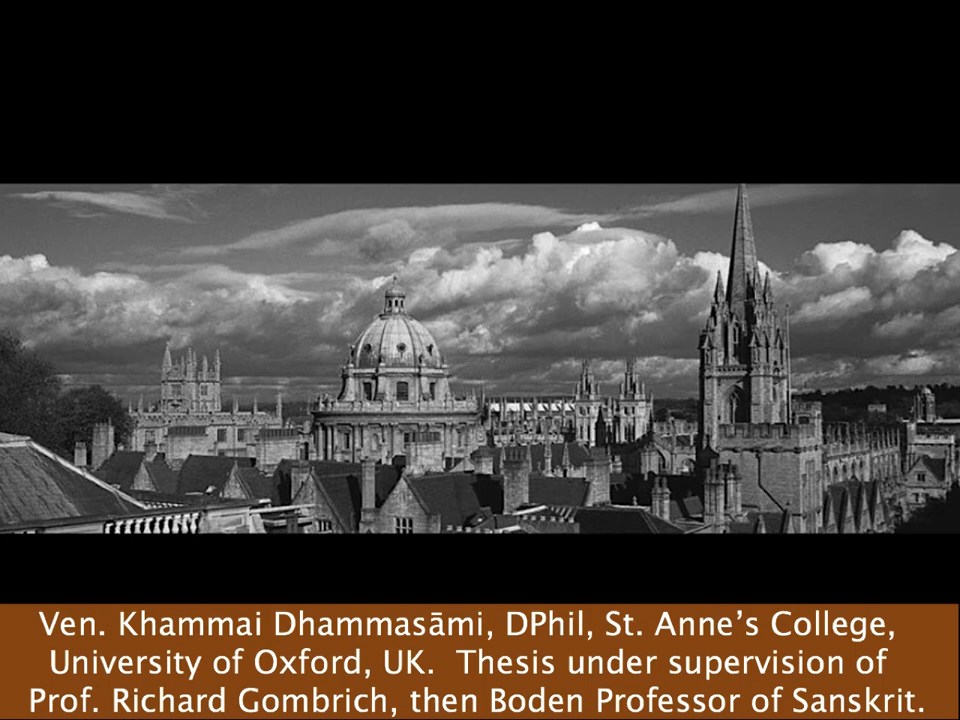 Ven. Khammai Dhammasāmi, DPhil, St. Anne’s College,
University of Oxford, UK.  Thesis under supervision of
Prof. Richard Gombrich, then Boden Professor of Sanskrit.